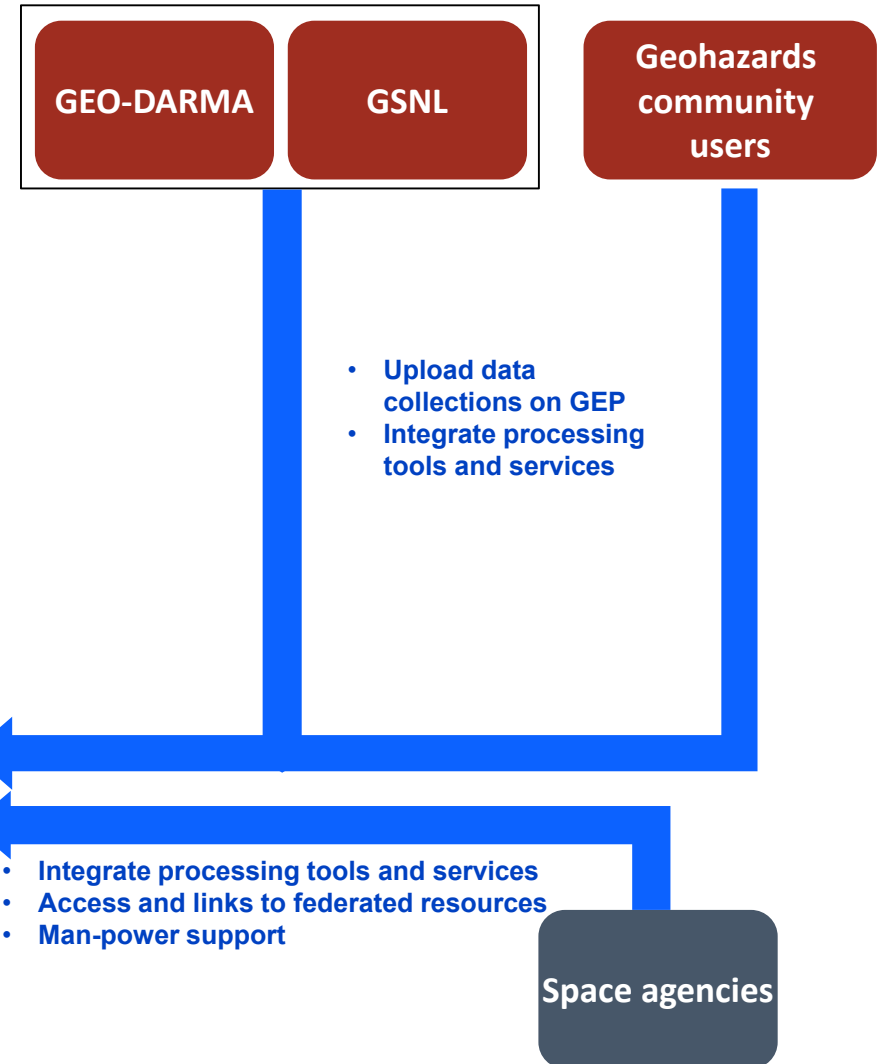 GEO-DARMA
GSNL
Geohazards
community
users
• Upload data
collections on GEP
• Integrate processing
tools and services
• Integrate processing tools and services
• Access and links to federated resources
• Man-power support
Space agencies